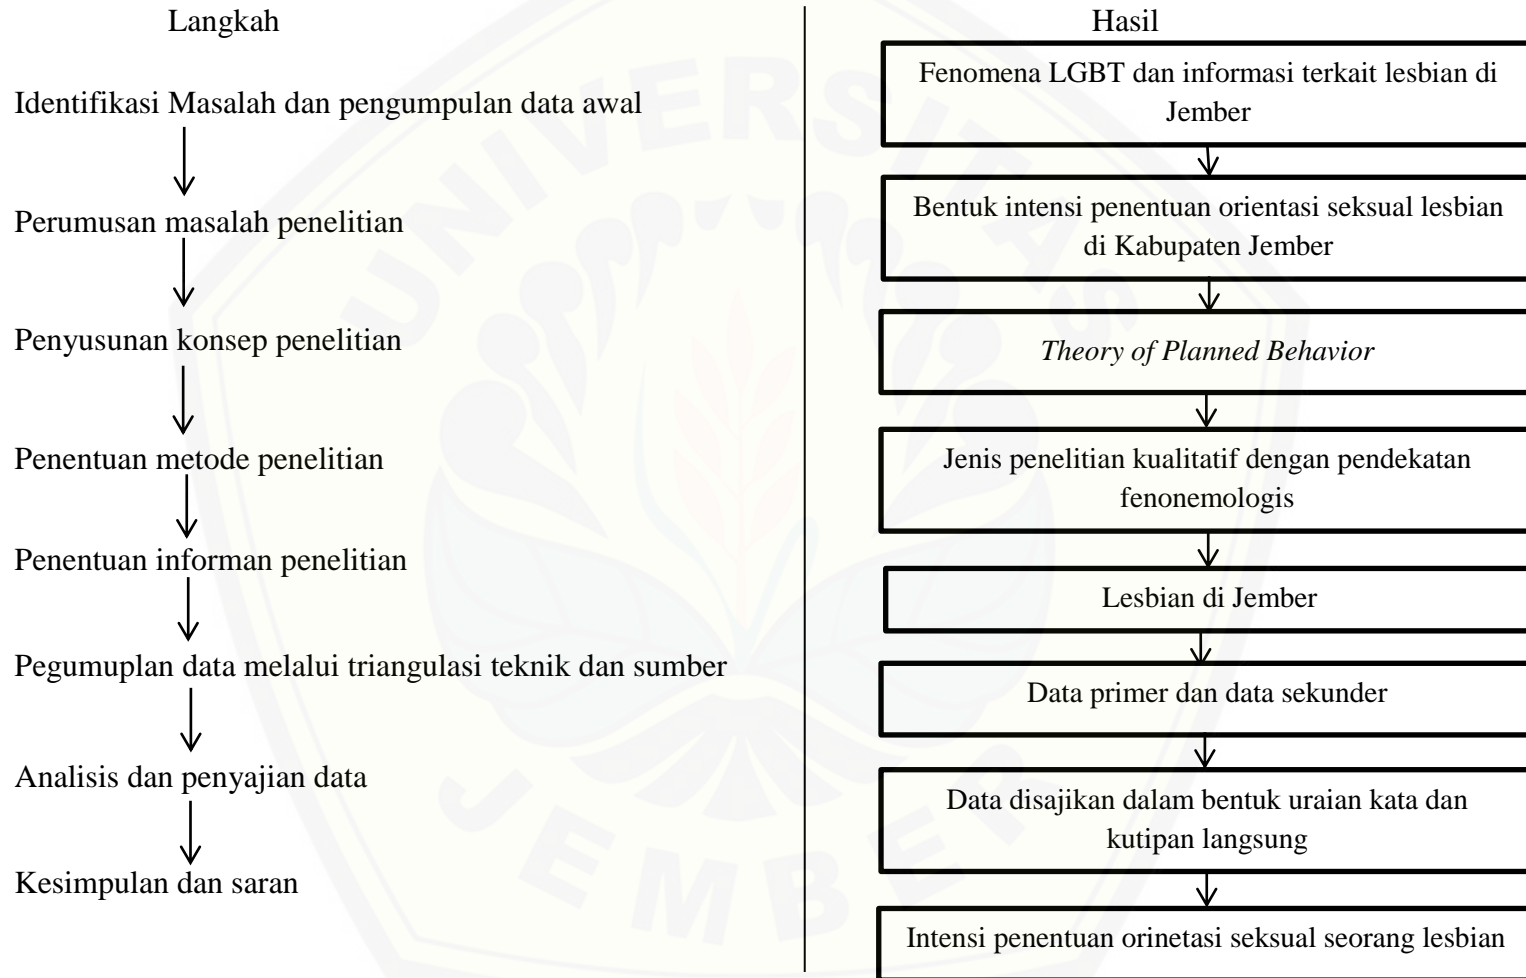 Langkah
Identifikasi Masalah dan pengumpulan data awal
Perumusan masalah penelitian
Penyusunan konsep penelitian
Penentuan metode penelitian
Penentuan informan penelitian
Pegumuplan data melalui triangulasi teknik dan sumber
Analisis dan penyajian data
Kesimpulan dan saran
Hasil
Fenomena LGBT dan informasi terkait lesbian di
Jember
Bentuk intensi penentuan orientasi seksual lesbian
di Kabupaten Jember
Theory of Planned Behavior
Jenis penelitian kualitatif dengan pendekatan
fenonemologis
Lesbian di Jember
Data primer dan data sekunder
Data disajikan dalam bentuk uraian kata dan
kutipan langsung
Intensi penentuan orinetasi seksual seorang lesbian
UNIVERSITAS
JEMBER